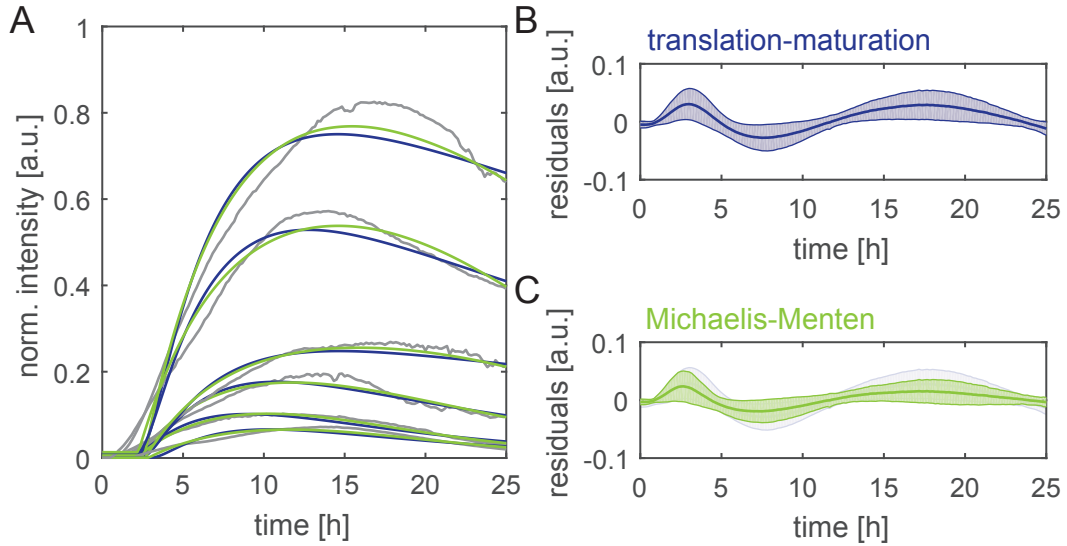 A
norm. intensity [a.u.]
1
0.8
0.6
0.4
0.2
0
0 5 10 15 20 25
time [h]
B
translation-maturation
residuals [a.u.]
0.1
0
-0.1
0 5 10 15 20 25
time [h]
C
Michaelis-Menten
residuals [a.u.]
0.1
0
-0.1
0 5 10 15 20 25
time [h]